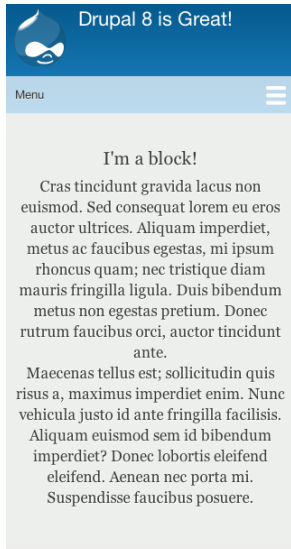 Drupal 8 is Great!
Menu
I'm a block!
Cras tincidunt gravida lacus non
euismod. Sed consequat lorem eu eros
auctor ultrices. Aliquam imperdiet,
metus ac faucibus egestas, mi ipsum
rhoncus quam; nec tristique diam
mauris fringilla ligula. Duis bibendum
metus non egestas pretium. Donec
rutrum faucibus orci, auctor tincidunt
ante.
Maecenas tellus est; sollicitudin quis
risus a, maximus imperdiet enim. Nunc
vehicula justo id ante fringilla facilisis.
Aliquam euismod sem id bibendum
imperdiet? Donec lobortis eleifend
eleifend. Aenean nec porta mi.
Suspendisse faucibus posuere.